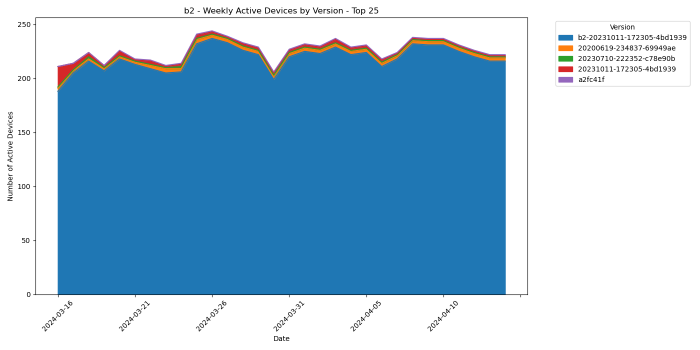 b2 - Weekly Active Devices by Version - Top 25
Number of Active Devices
250
200
150
100
50
0
2024-03-16
2024-03-21
2024-03-26
2024-03-31
2024-04-05
2024-04-10
Date
Version
b2-20231011-172305-4bd1939
20200619-234837-69949ae
20230710-222352-c78e90b
20231011-172305-4bd1939
a2fc41f